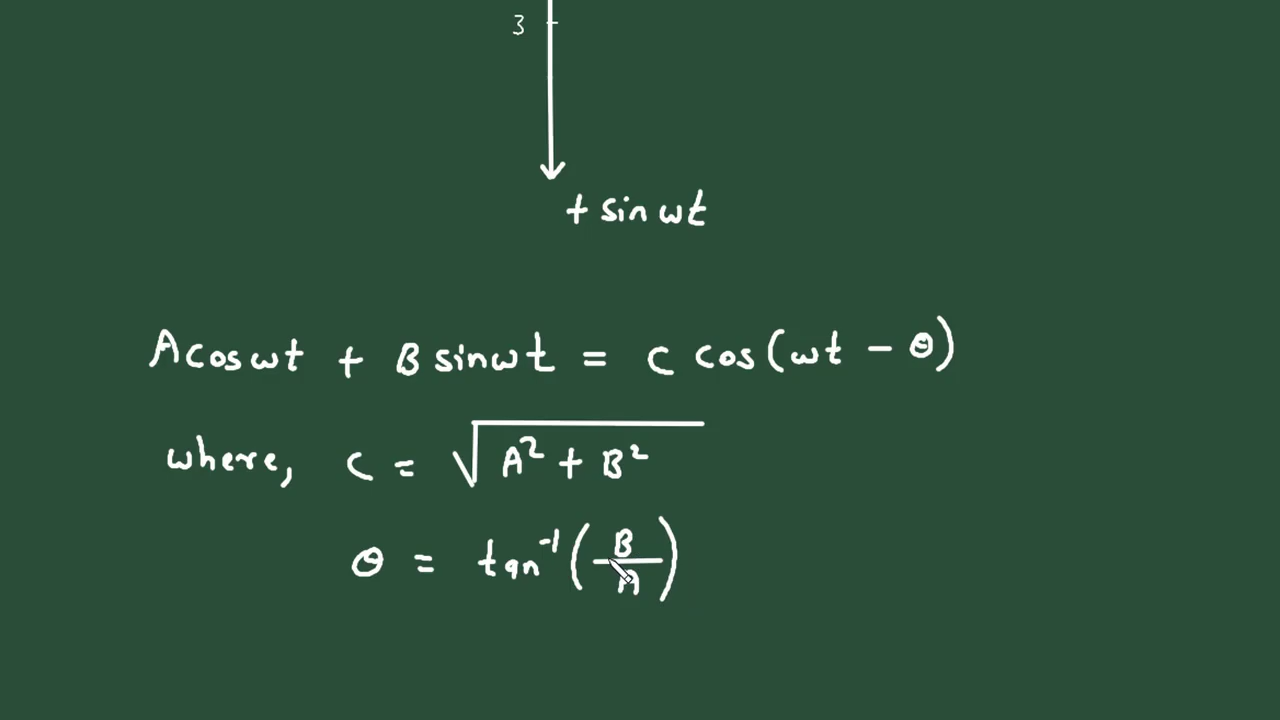 3
+ sin ωt
A cos ωt + B sin ωt = C cos(ωt − θ)
where, C = √(A² + B²)
θ = tan⁻¹(B/A)